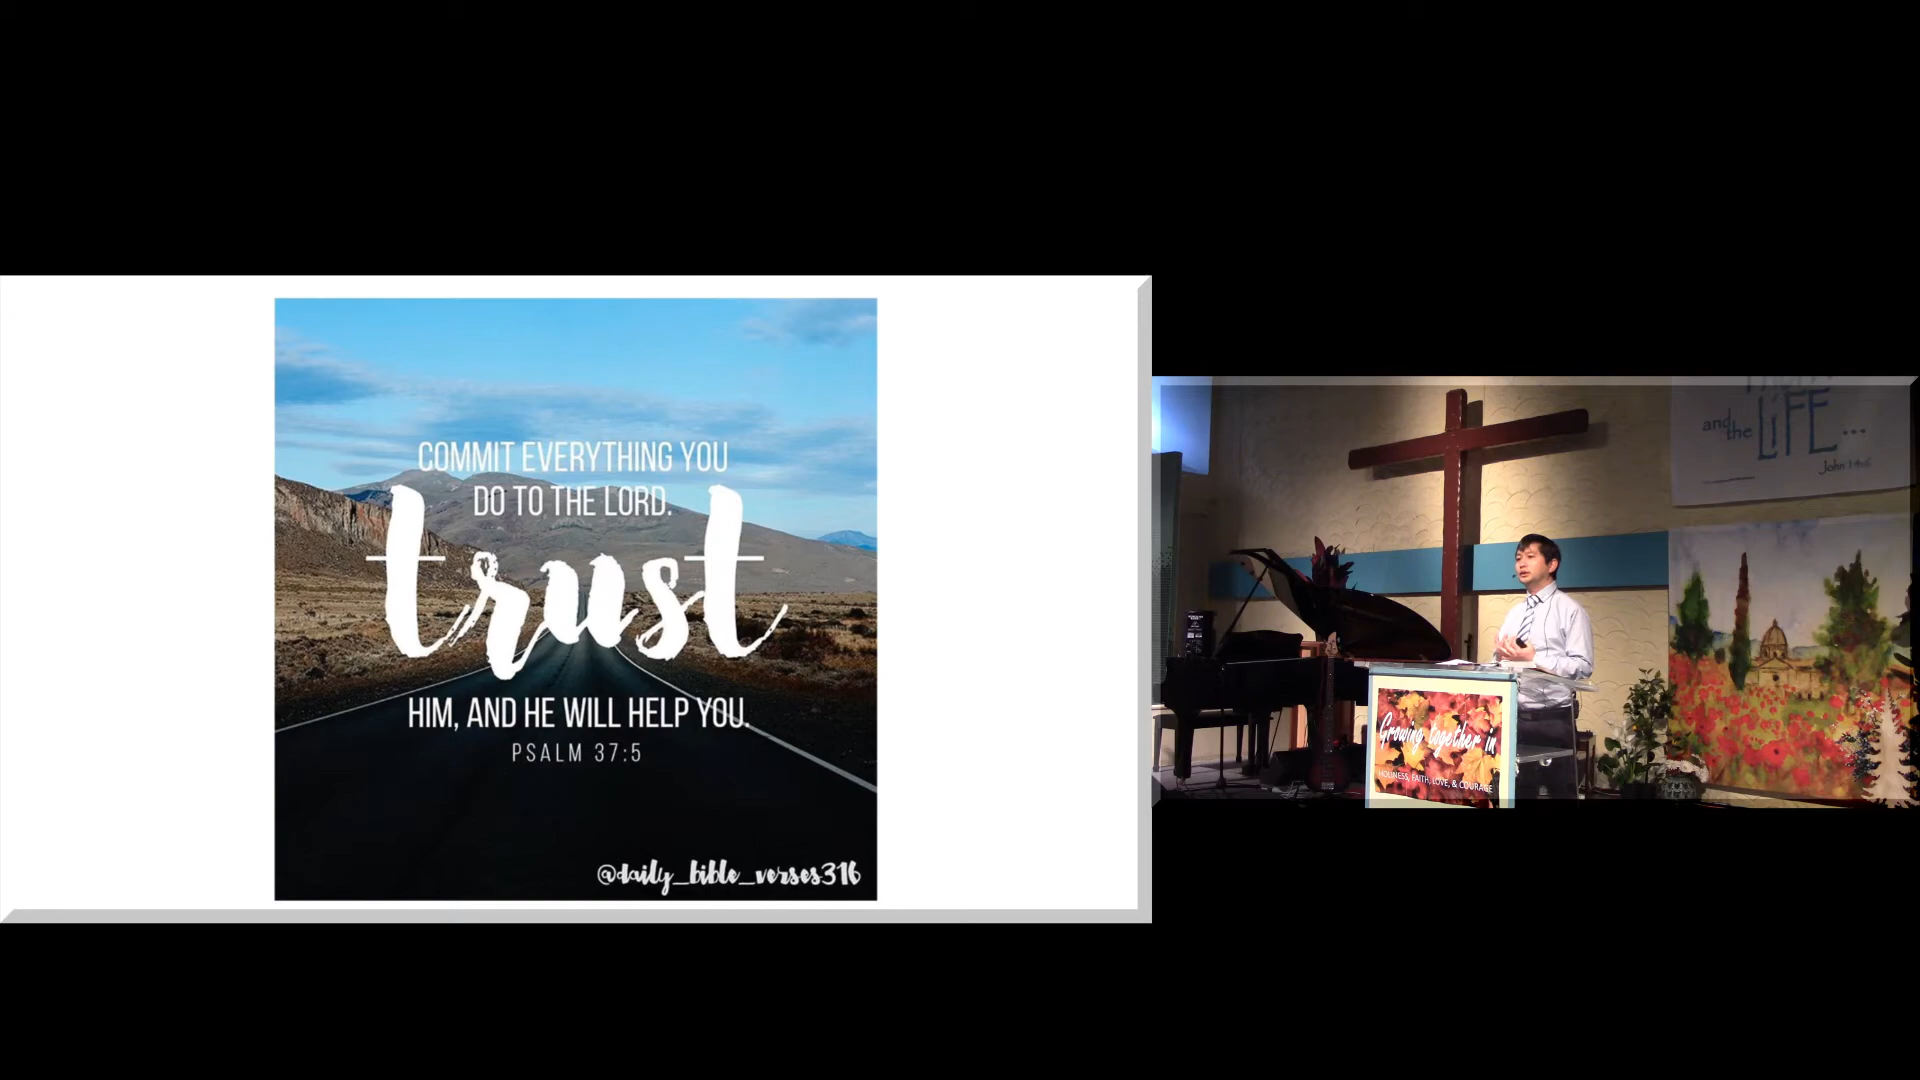 COMMIT EVERYTHING YOU
DO TO THE LORD.
trust
HIM, AND HE WILL HELP YOU.
PSALM 37:5
@daily_bible_verses316
and the LiFE...
John 14:6
Growing together in
HOLINESS, FAITH, LOVE, & COURAGE